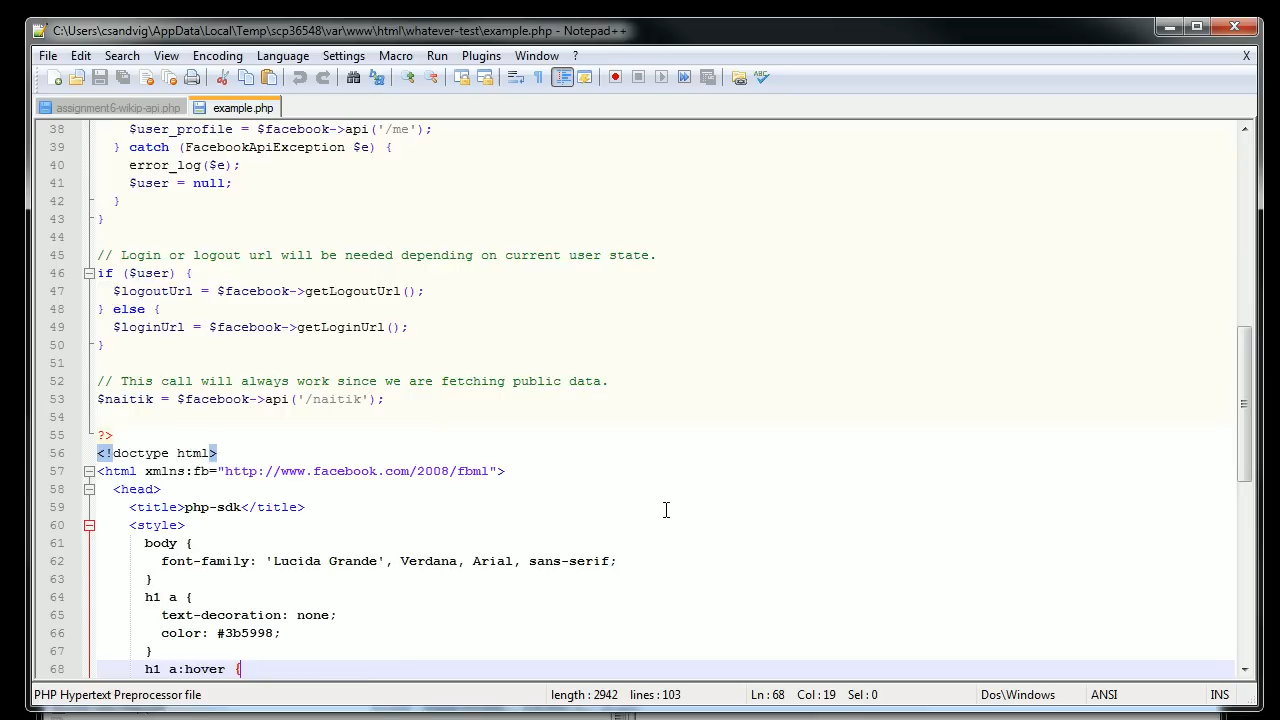 C:\Users\csandvig\AppData\Local\Temp\scp36548\var\www\html\whatever-test\example.php - Notepad++
File Edit Search View Encoding Language Settings Macro Run Plugins Window ? X
assignment6-wikip-api.php example.php
38 $user_profile = $facebook->api('/me');
39 } catch (FacebookApiException $e) {
40 error_log($e);
41 $user = null;
42 }
43 }
44
45 // Login or logout url will be needed depending on current user state.
46 if ($user) {
47 $logoutUrl = $facebook->getLogoutUrl();
48 } else {
49 $loginUrl = $facebook->getLoginUrl();
50 }
51
52 // This call will always work since we are fetching public data.
53 $naitik = $facebook->api('/naitik');
54
55 ?>
56 <!doctype html>
57 <html xmlns:fb="http://www.facebook.com/2008/fbml">
58 <head>
59 <title>php-sdk</title>
60 <style>
61 body {
62 font-family: 'Lucida Grande', Verdana, Arial, sans-serif;
63 }
64 h1 a {
65 text-decoration: none;
66 color: #3b5998;
67 }
68 h1 a:hover {
PHP Hypertext Preprocessor file length : 2942 lines : 103 Ln : 68 Col : 19 Sel : 0 Dos\Windows ANSI INS